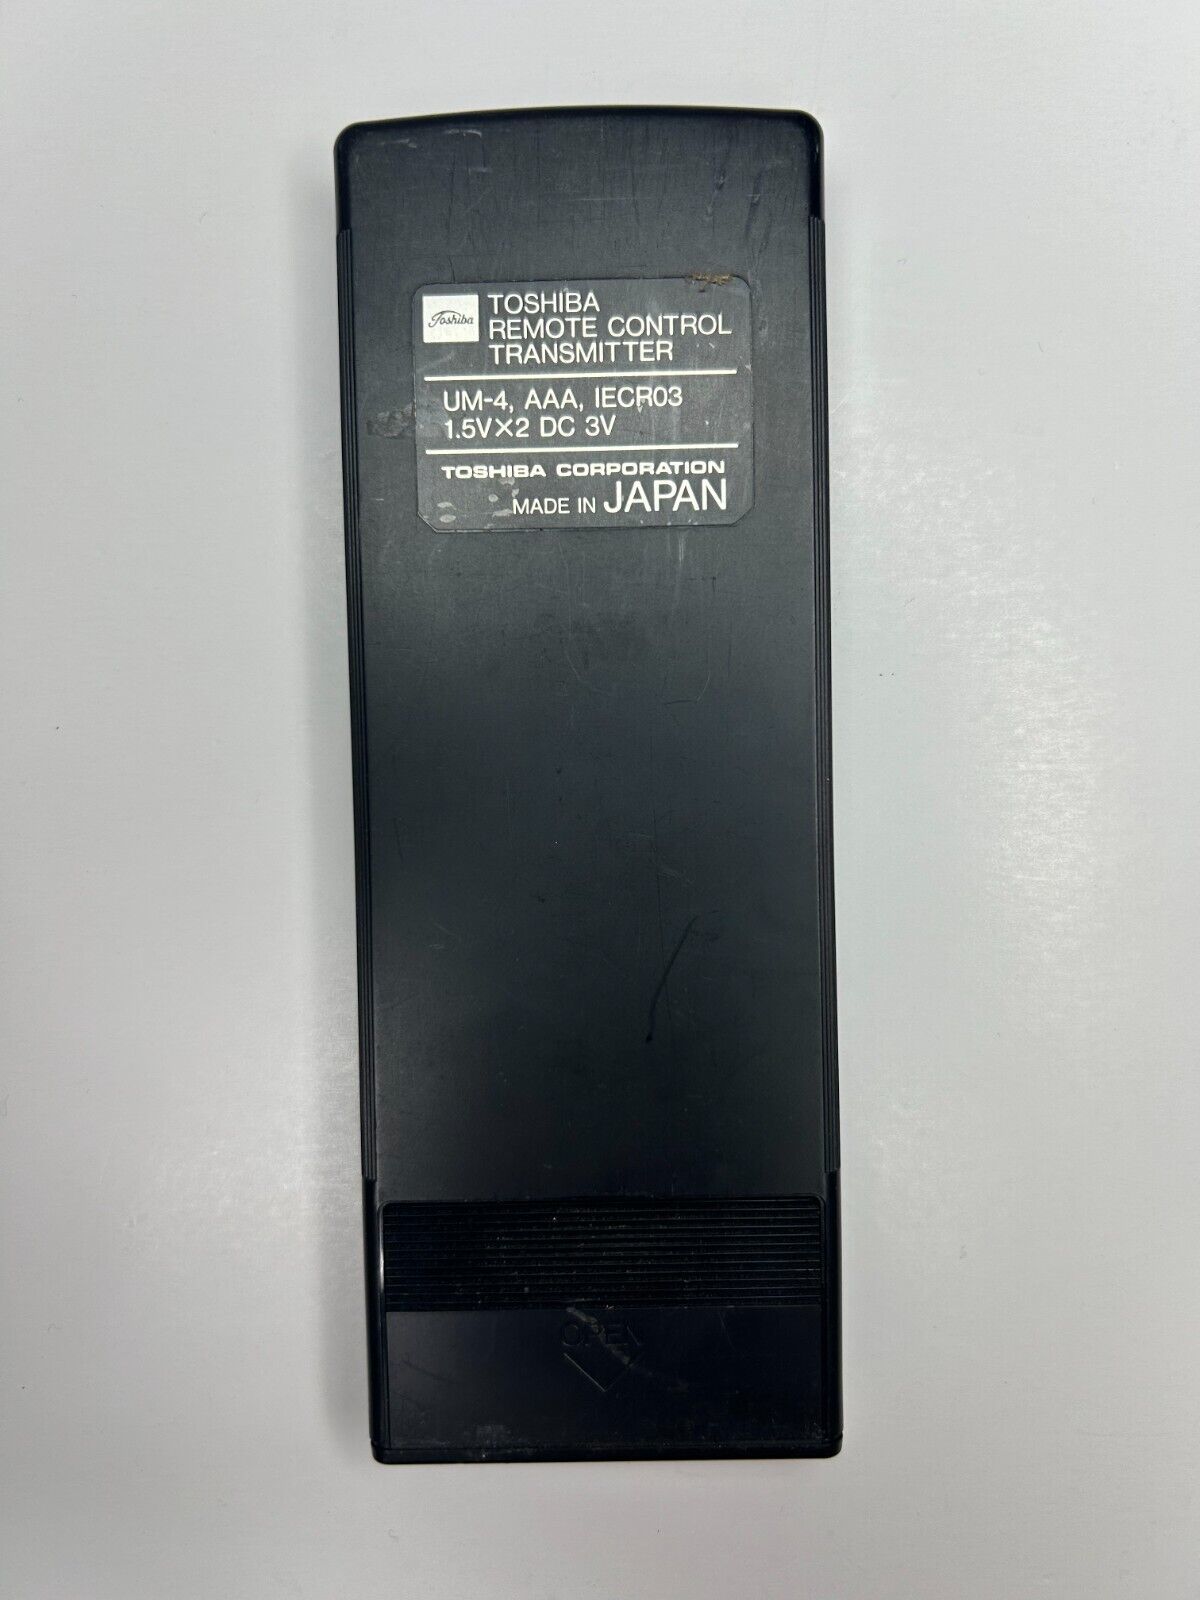 Toshiba
TOSHIBA
REMOTE CONTROL
TRANSMITTER
UM-4, AAA, IECR03
1.5V×2 DC 3V
TOSHIBA CORPORATION
MADE IN JAPAN
OPEN